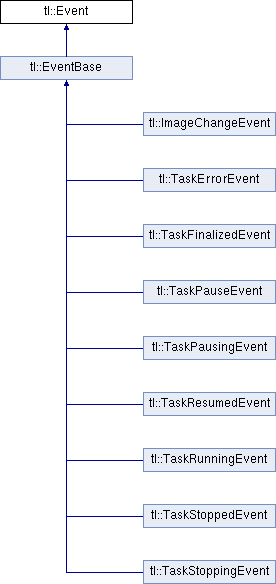 tl::Event
tl::EventBase
tl::ImageChangeEvent
tl::TaskErrorEvent
tl::TaskFinalizedEvent
tl::TaskPauseEvent
tl::TaskPausingEvent
tl::TaskResumedEvent
tl::TaskRunningEvent
tl::TaskStoppedEvent
tl::TaskStoppingEvent